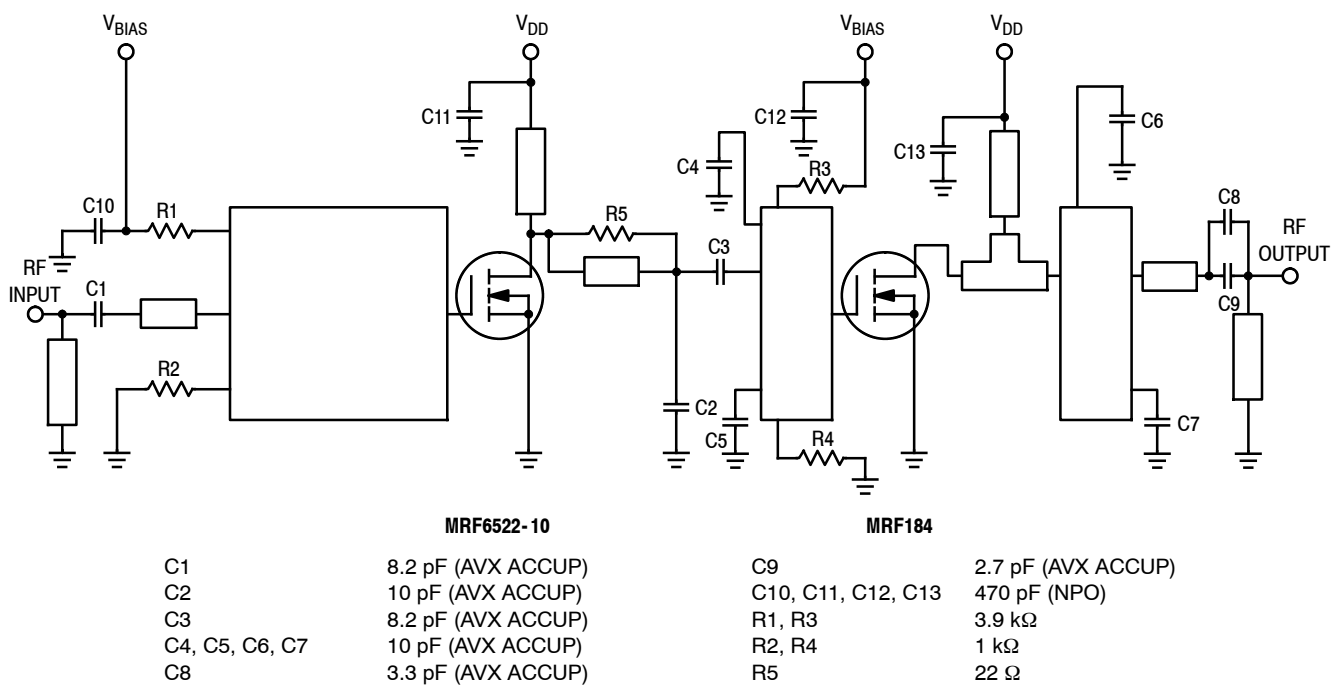 V_BIAS V_DD V_BIAS V_DD
C11 C12 C6
C4 C13
R3
C10 R1 R5 C8
C3 RF
OUTPUT
RF
INPUT
C1
C9
R2
C2
C5 C7
R4
MRF6522-10 MRF184
C1 8.2 pF (AVX ACCUP) C9 2.7 pF (AVX ACCUP)
C2 10 pF (AVX ACCUP) C10, C11, C12, C13 470 pF (NPO)
C3 8.2 pF (AVX ACCUP) R1, R3 3.9 kΩ
C4, C5, C6, C7 10 pF (AVX ACCUP) R2, R4 1 kΩ
C8 3.3 pF (AVX ACCUP) R5 22 Ω